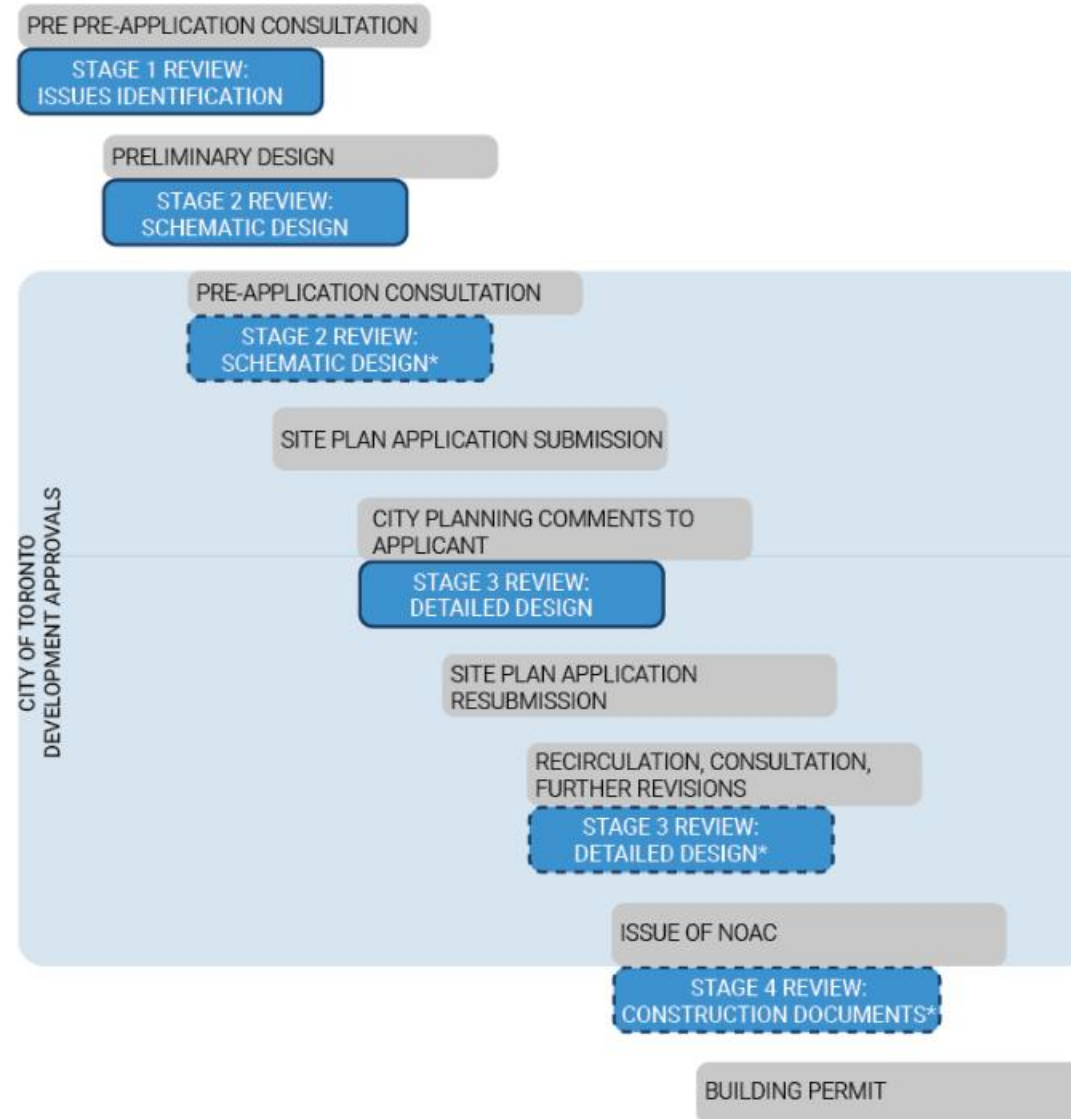 PRE PRE-APPLICATION CONSULTATION
STAGE 1 REVIEW:
ISSUES IDENTIFICATION
PRELIMINARY DESIGN
STAGE 2 REVIEW:
SCHEMATIC DESIGN
PRE-APPLICATION CONSULTATION
STAGE 2 REVIEW:
SCHEMATIC DESIGN*
SITE PLAN APPLICATION SUBMISSION
CITY PLANNING COMMENTS TO
APPLICANT
STAGE 3 REVIEW:
DETAILED DESIGN
CITY OF TORONTO
DEVELOPMENT APPROVALS
SITE PLAN APPLICATION
RESUBMISSION
RECIRCULATION, CONSULTATION,
FURTHER REVISIONS
STAGE 3 REVIEW:
DETAILED DESIGN*
ISSUE OF NOAC
STAGE 4 REVIEW:
CONSTRUCTION DOCUMENTS*
BUILDING PERMIT